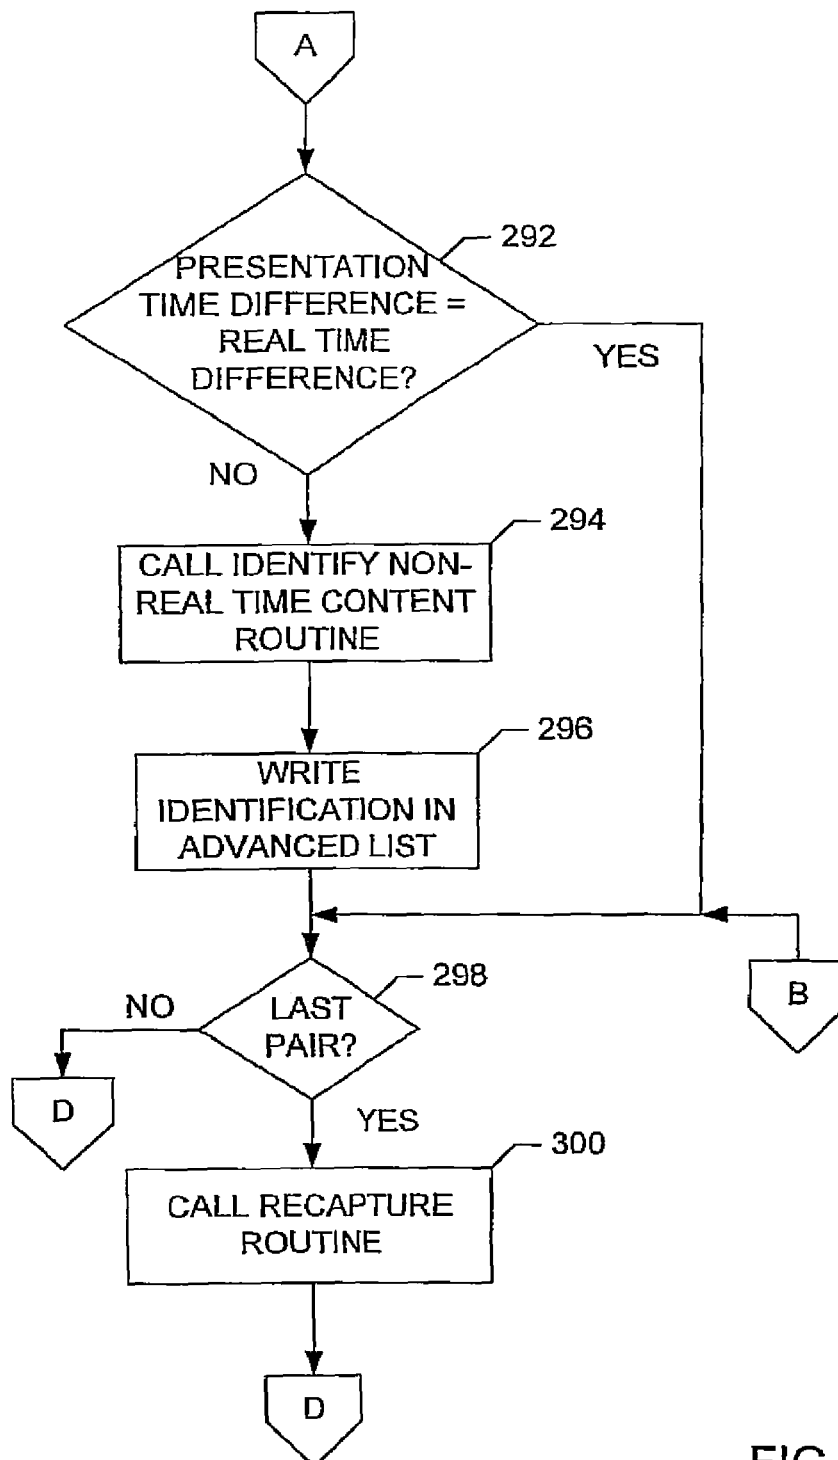 A
292
PRESENTATION
TIME DIFFERENCE =
REAL TIME
DIFFERENCE?
YES
NO
294
CALL IDENTIFY NON-
REAL TIME CONTENT
ROUTINE
296
WRITE
IDENTIFICATION IN
ADVANCED LIST
B
298
NO
LAST
PAIR?
D
YES
300
CALL RECAPTURE
ROUTINE
D